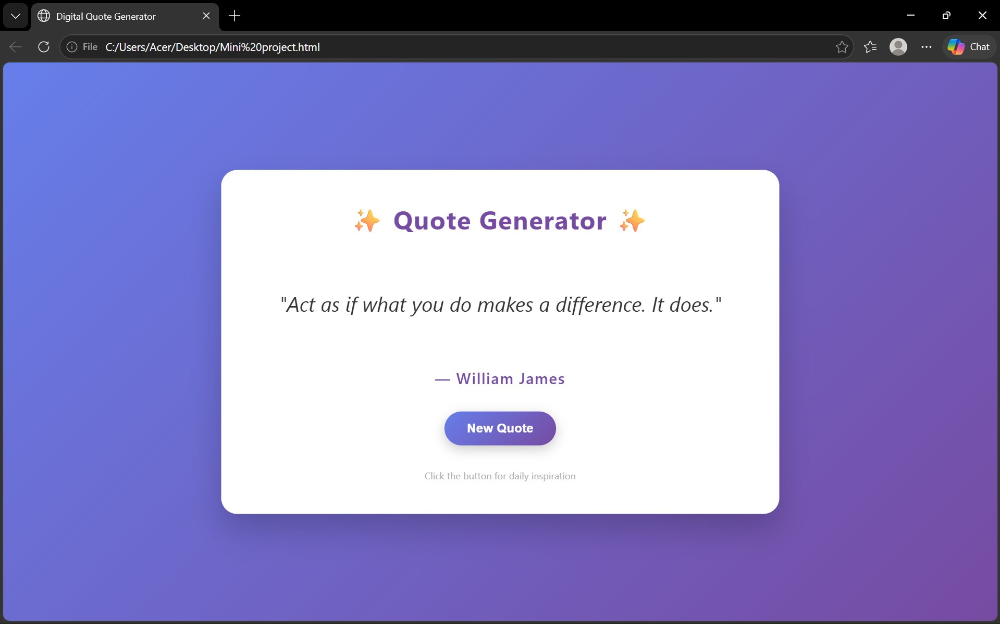 Digital Quote Generator
File C:/Users/Acer/Desktop/Mini%20project.html
Chat
✨ Quote Generator ✨
"Act as if what you do makes a difference. It does."
— William James
New Quote
Click the button for daily inspiration